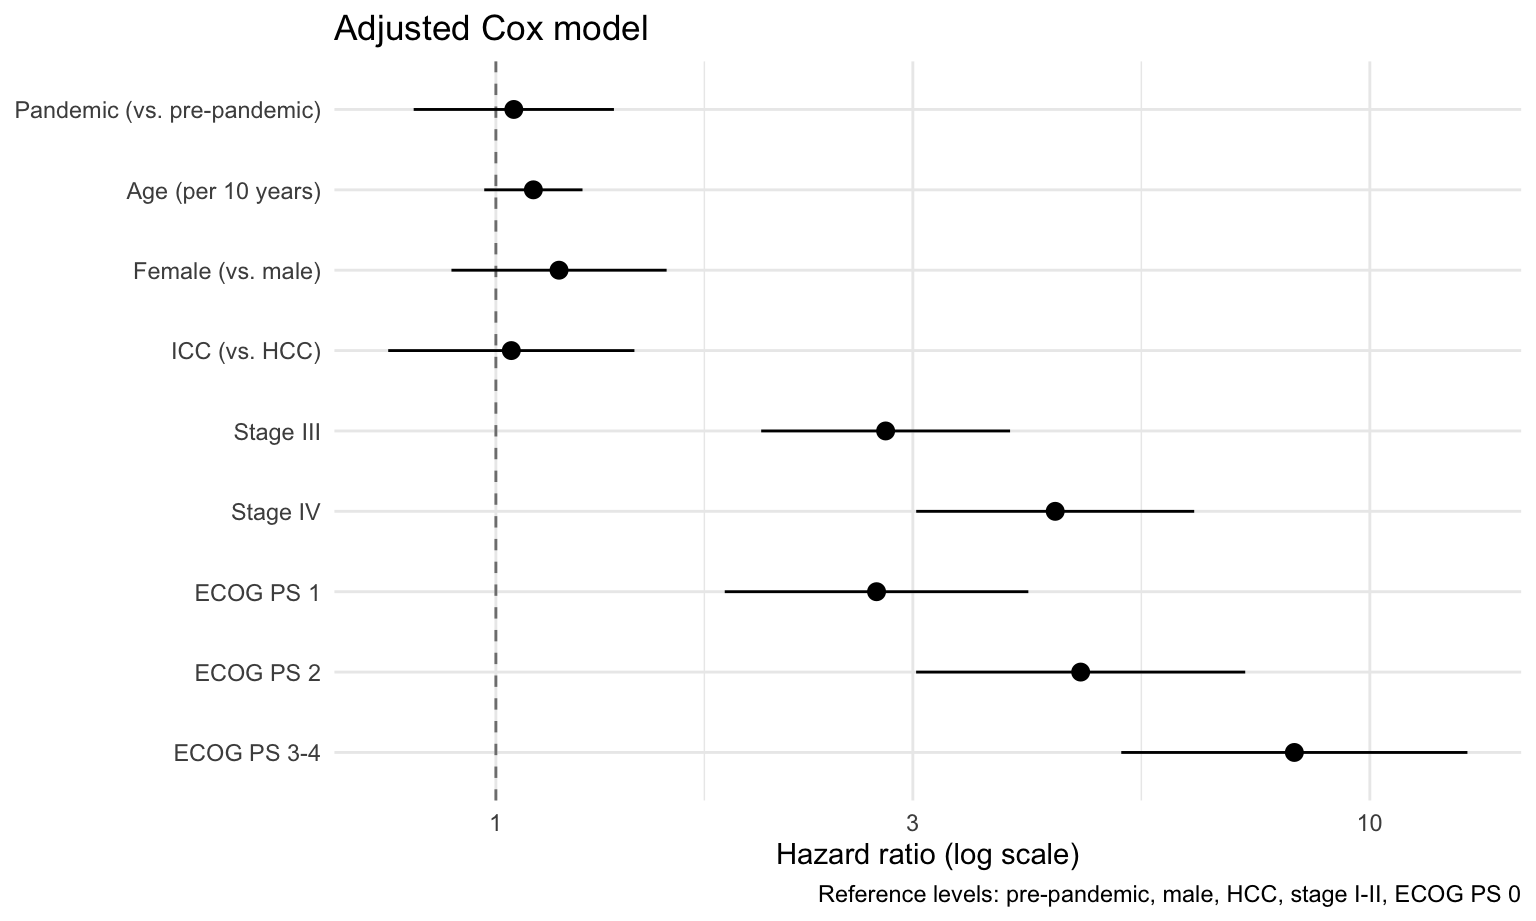 Adjusted Cox model
Pandemic (vs. pre-pandemic)
Age (per 10 years)
Female (vs. male)
ICC (vs. HCC)
Stage III
Stage IV
ECOG PS 1
ECOG PS 2
ECOG PS 3-4
1 3 10
Hazard ratio (log scale)
Reference levels: pre-pandemic, male, HCC, stage I-II, ECOG PS 0